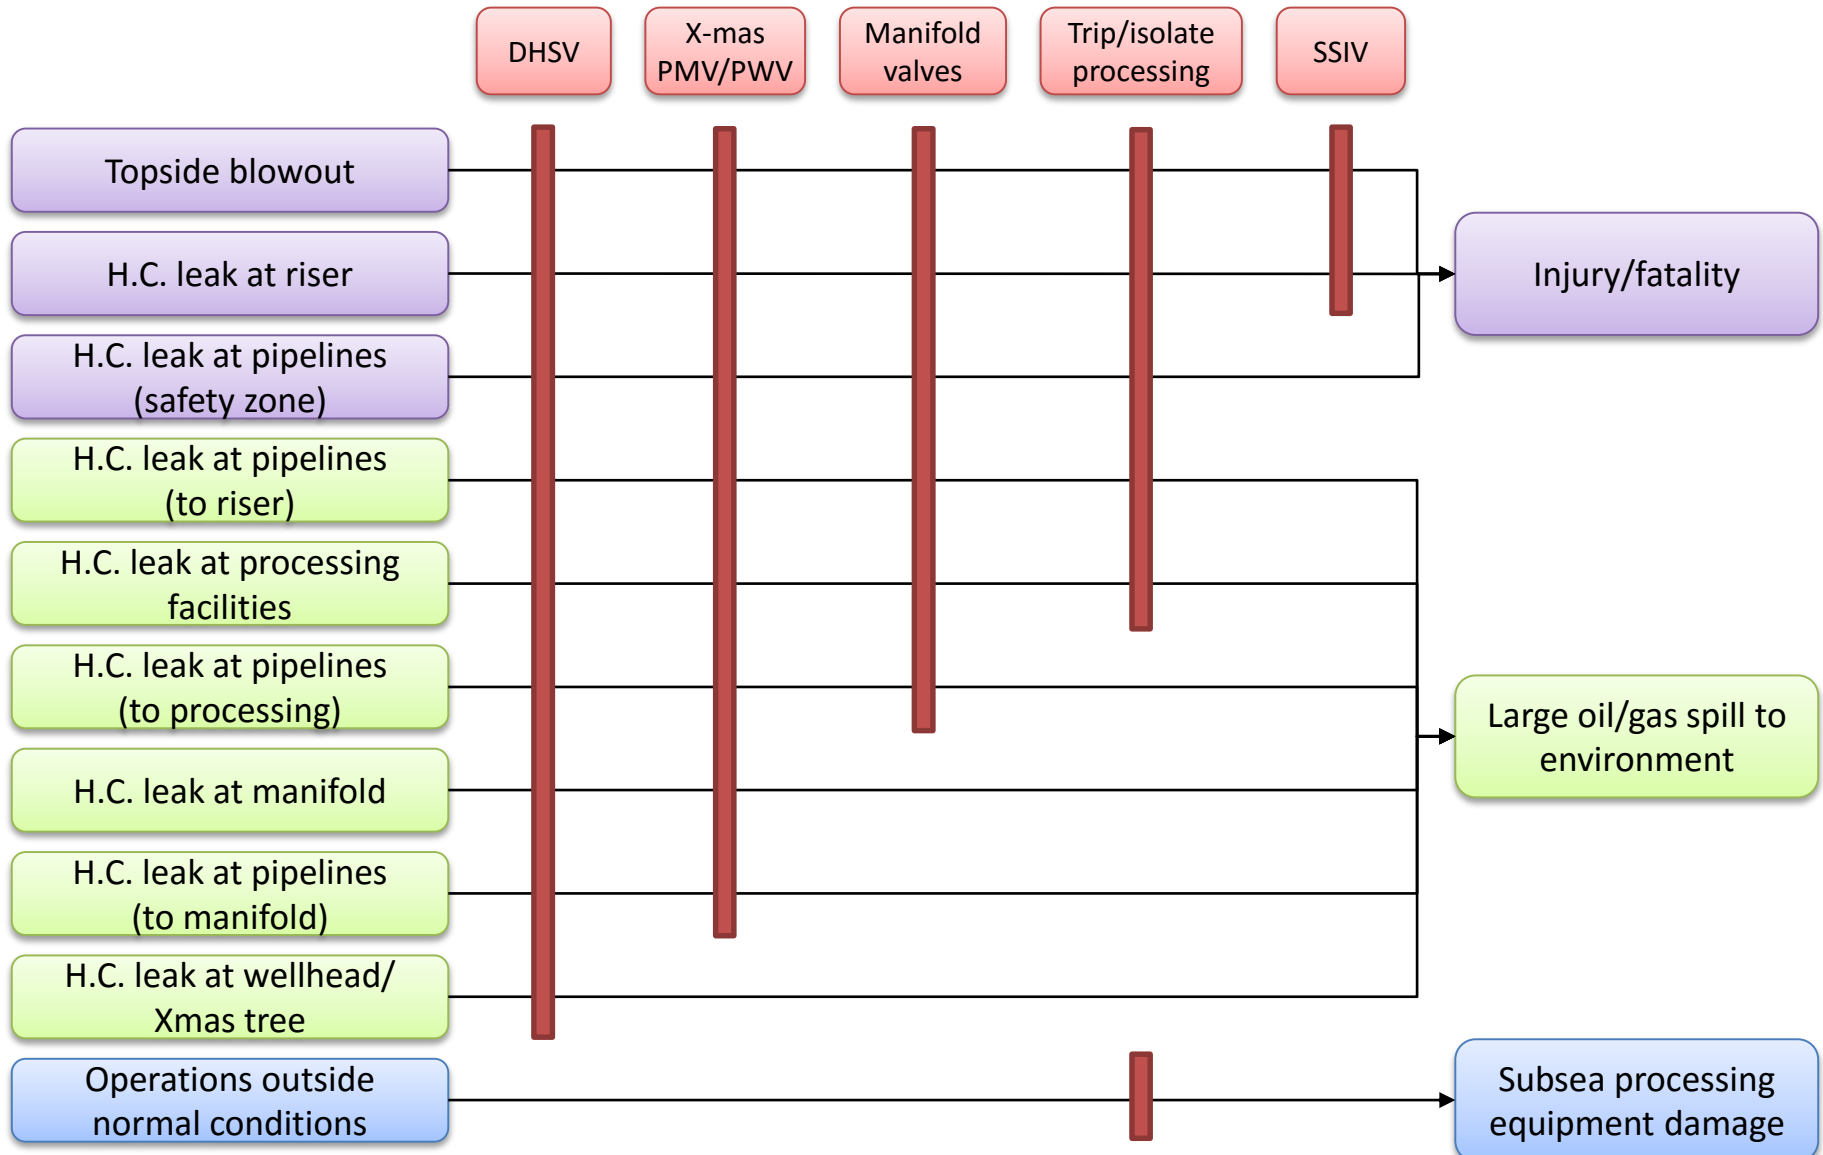 DHSV
X-mas
PMV/PWV
Manifold
valves
Trip/isolate
processing
SSIV
Topside blowout
H.C. leak at riser
Injury/fatality
H.C. leak at pipelines
(safety zone)
H.C. leak at pipelines
(to riser)
H.C. leak at processing
facilities
H.C. leak at pipelines
(to processing)
Large oil/gas spill to
environment
H.C. leak at manifold
H.C. leak at pipelines
(to manifold)
H.C. leak at wellhead/
Xmas tree
Operations outside
normal conditions
Subsea processing
equipment damage